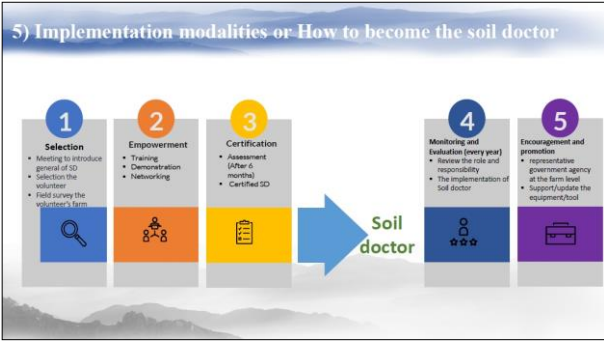 5) Implementation modalities or How to become the soil doctor
1
Selection
• Meeting to introduce
general of SD
• Selection the
volunteer
• Field survey the
volunteer's farm
2
Empowerment
• Training
• Demonstration
• Networking
3
Certification
• Assessment
(After 6
months)
• Certified SD
Soil
doctor
4
Monitoring and
Evaluation (every year)
• Review the role and
responsibility
• The implementation of
Soil doctor
5
Encouragement and
promotion
• representative
government agency
at the farm level
• Support/update the
equipment/tool